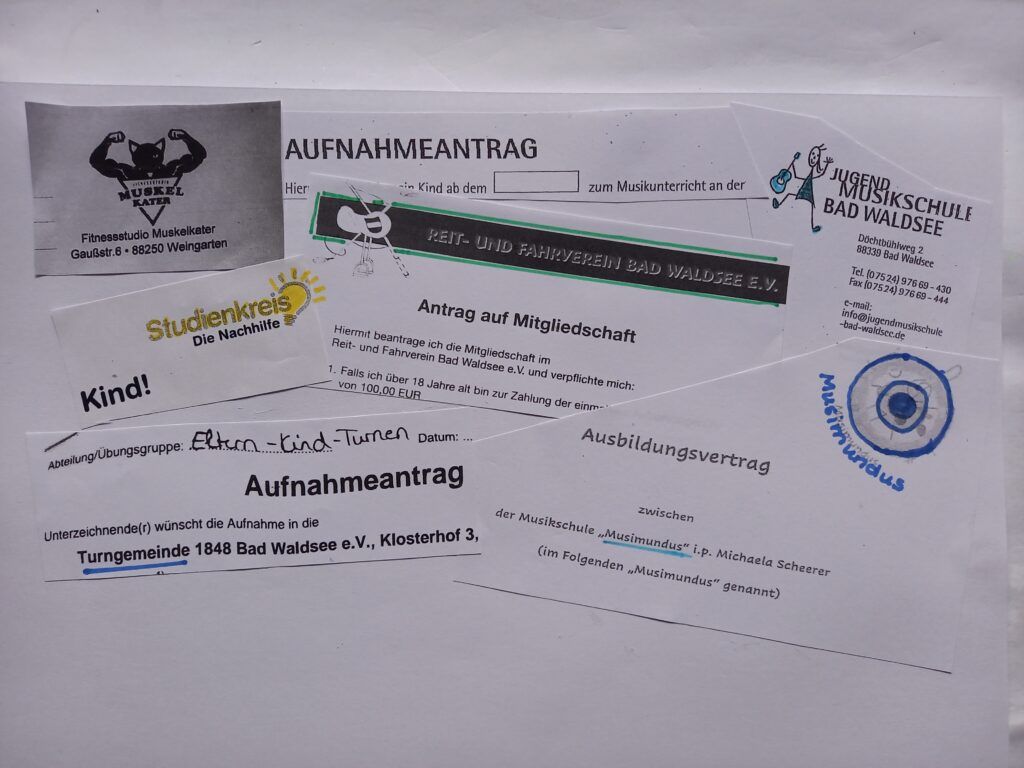 FITNESSSTUDIO
MUSKEL
KATER
Fitnessstudio Muskelkater
Gaußstr.6 • 88250 Weingarten
AUFNAHMEANTRAG
Kind ab dem zum Musikunterricht an der
JUGEND
MUSIKSCHULE
BAD WALDSEE
Döchtbühlweg 2
88339 Bad Waldsee
Tel. (0 75 24) 976 69 - 430
Fax (0 75 24) 976 69 - 444
e-mail:
info@jugendmusikschule
-bad-waldsee.de
REIT- UND FAHRVEREIN BAD WALDSEE E.V.
Antrag auf Mitgliedschaft
Hiermit beantrage ich die Mitgliedschaft im
Reit- und Fahrverein Bad Waldsee e.V. und verpflichte mich:
1. Falls ich über 18 Jahre alt bin zur Zahlung der
von 100,00 EUR
Studienkreis
Die Nachhilfe
Kind!
Abteilung/Übungsgruppe: Eltern-Kind-Turnen Datum: ...
Aufnahmeantrag
Unterzeichnende(r) wünscht die Aufnahme in die
Turngemeinde 1848 Bad Waldsee e.V., Klosterhof 3,
Musimundus
Ausbildungsvertrag
zwischen
der Musikschule „Musimundus" i.p. Michaela Scheerer
(im Folgenden „Musimundus" genannt)